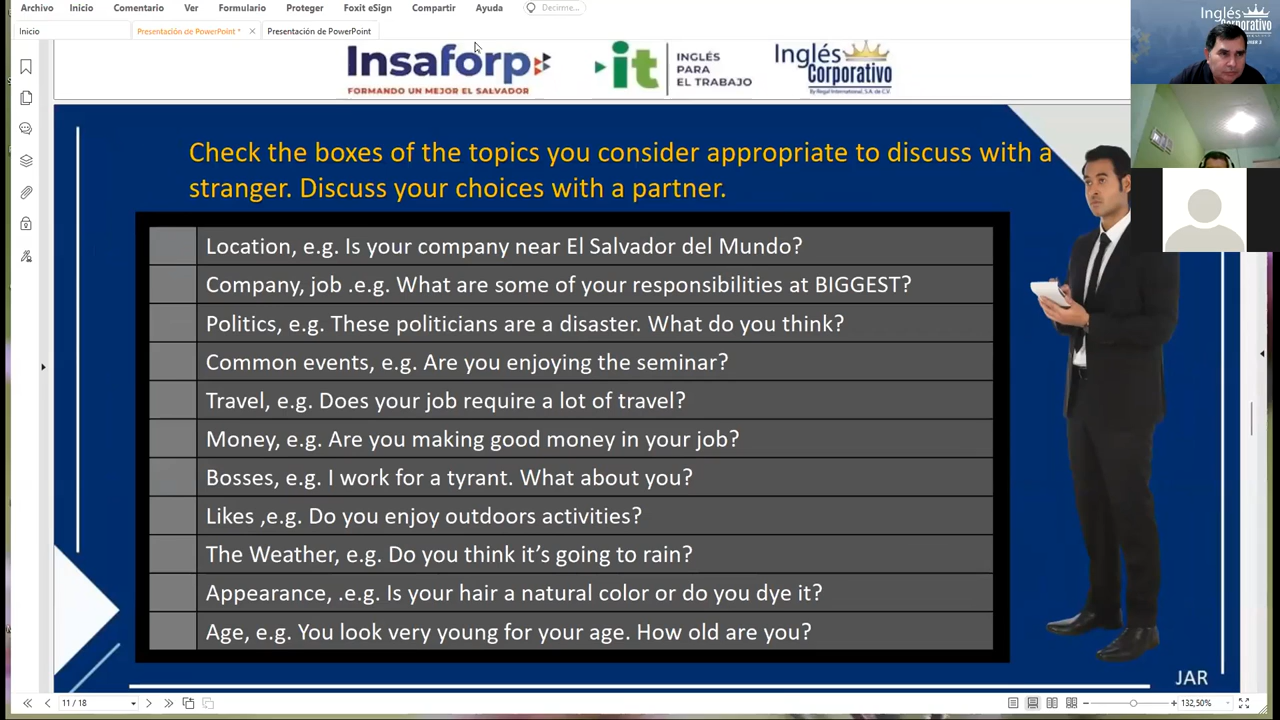 Archivo Inicio Comentario Ver Formulario Proteger Foxit eSign Compartir Ayuda Decirme...
Inicio Presentación de PowerPoint * × Presentación de PowerPoint
Insaforp
FORMANDO UN MEJOR EL SALVADOR
it
INGLÉS
PARA
EL TRABAJO
Inglés
Corporativo
Inglés
Corporativo
By Regal International, S.A. de C.V.
Check the boxes of the topics you consider appropriate to discuss with a
stranger. Discuss your choices with a partner.
Location, e.g. Is your company near El Salvador del Mundo?
Company, job .e.g. What are some of your responsibilities at BIGGEST?
Politics, e.g. These politicians are a disaster. What do you think?
Common events, e.g. Are you enjoying the seminar?
Travel, e.g. Does your job require a lot of travel?
Money, e.g. Are you making good money in your job?
Bosses, e.g. I work for a tyrant. What about you?
Likes ,e.g. Do you enjoy outdoors activities?
The Weather, e.g. Do you think it’s going to rain?
Appearance, .e.g. Is your hair a natural color or do you dye it?
Age, e.g. You look very young for your age. How old are you?
JAR
11 / 18
132,50%